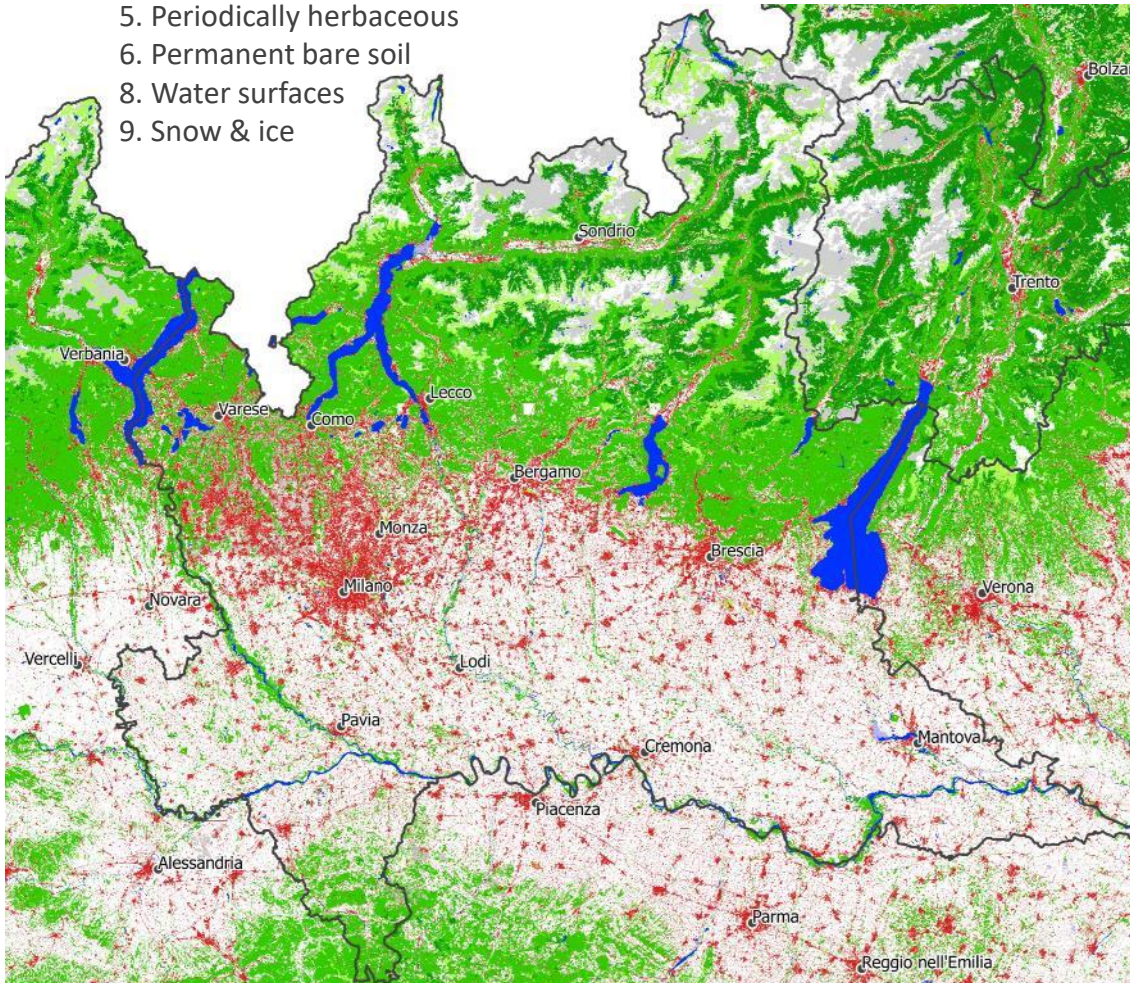 5. Periodically herbaceous
6. Permanent bare soil
8. Water surfaces
9. Snow & ice
Bolza
Sondrio
Trento
Verbania
Varese
Como
Lecco
Bergamo
Monza
Brescia
Milano
Novara
Verona
Vercelli
Lodi
Pavia
Mantova
Cremona
Piacenza
Alessandria
Parma
Reggio nell'Emilia